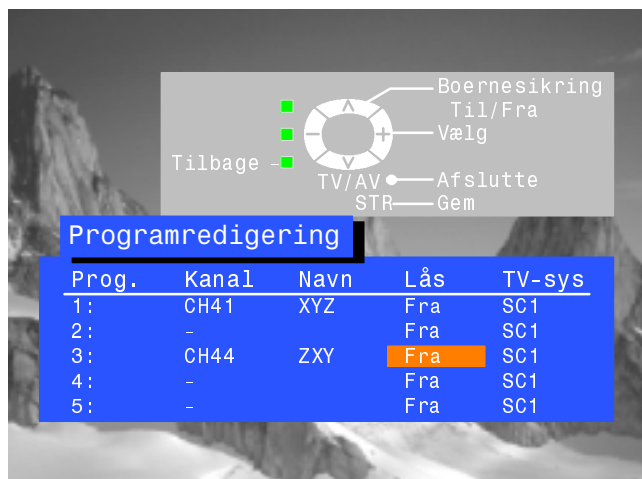 Boernesikring
Til/Fra
Vælg
Tilbage
TV/AV Afslutte
STR Gem
Programredigering
Prog. Kanal Navn Lås TV-sys
1: CH41 XYZ Fra SC1
2: - Fra SC1
3: CH44 ZXY Fra SC1
4: - Fra SC1
5: - Fra SC1